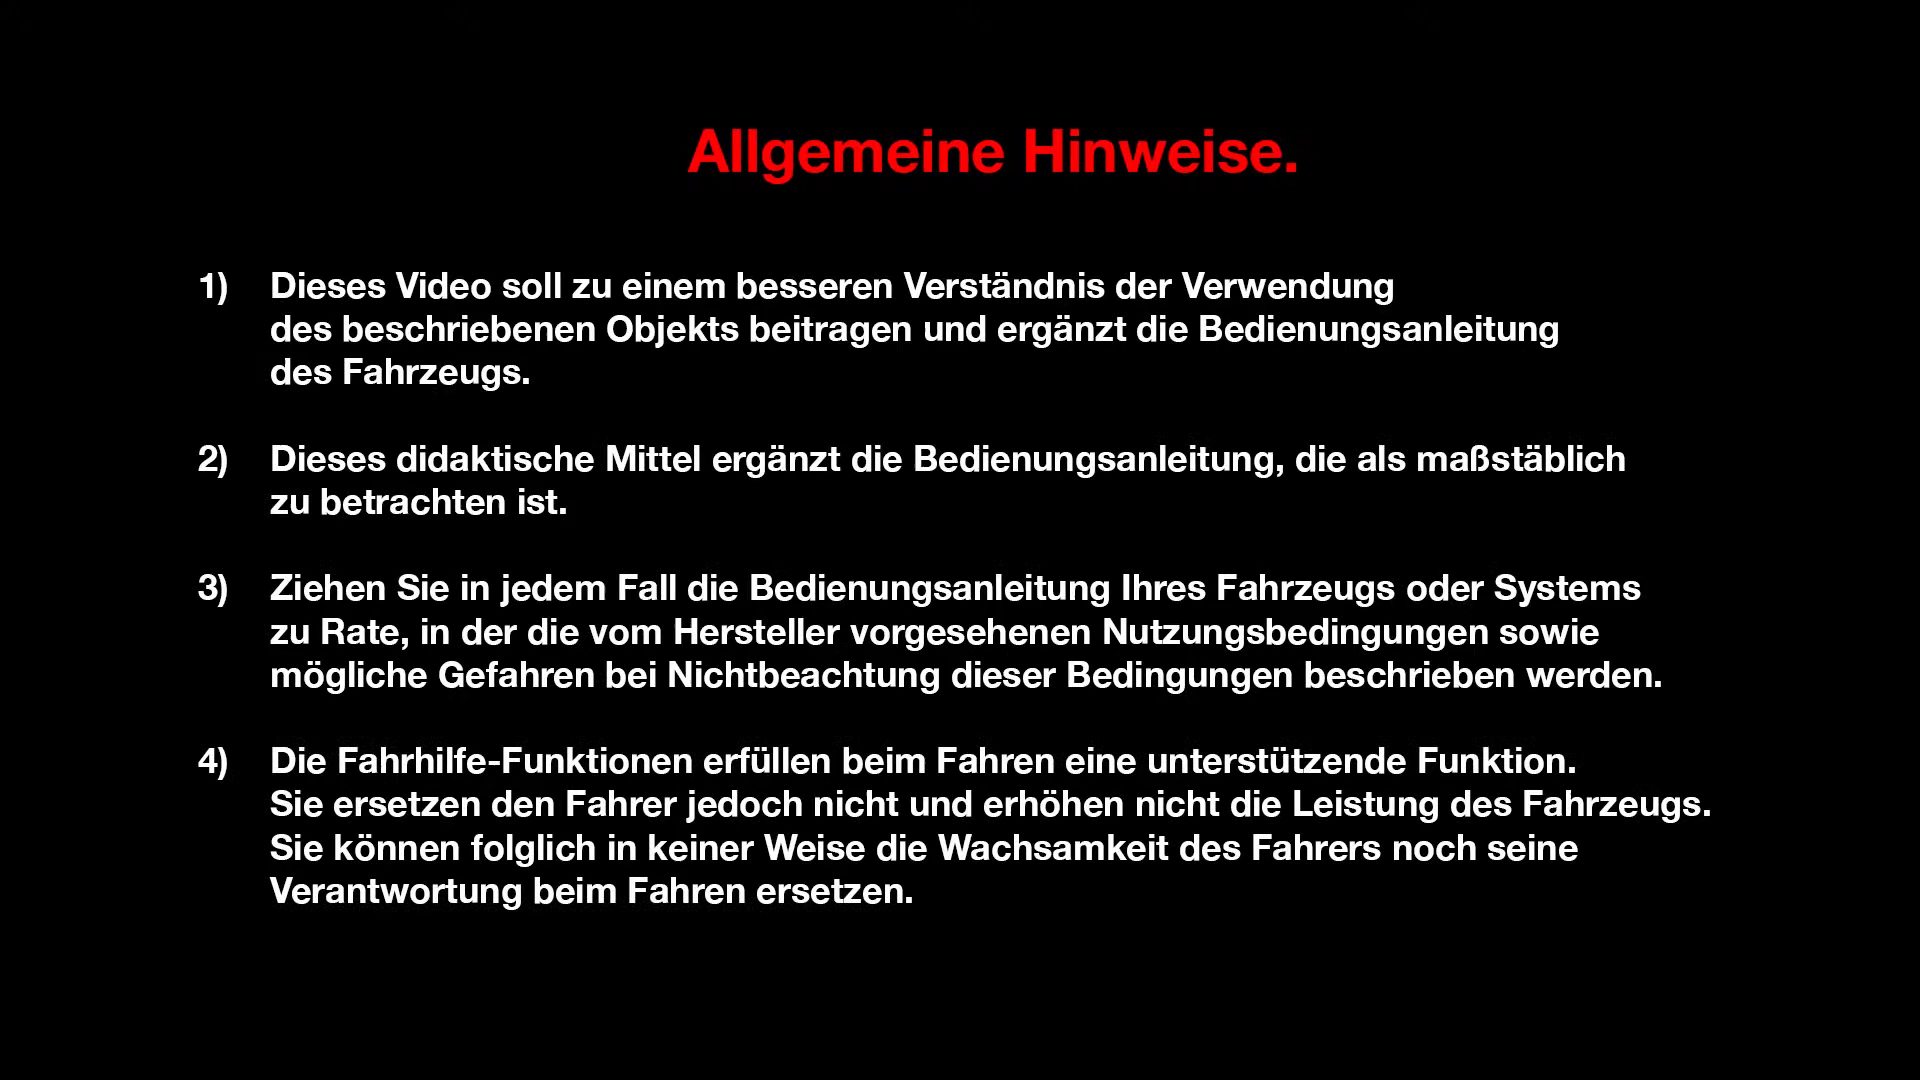 Allgemeine Hinweise.
1) Dieses Video soll zu einem besseren Verständnis der Verwendung
des beschriebenen Objekts beitragen und ergänzt die Bedienungsanleitung
des Fahrzeugs.
2) Dieses didaktische Mittel ergänzt die Bedienungsanleitung, die als maßstäblich
zu betrachten ist.
3) Ziehen Sie in jedem Fall die Bedienungsanleitung Ihres Fahrzeugs oder Systems
zu Rate, in der die vom Hersteller vorgesehenen Nutzungsbedingungen sowie
mögliche Gefahren bei Nichtbeachtung dieser Bedingungen beschrieben werden.
4) Die Fahrhilfe-Funktionen erfüllen beim Fahren eine unterstützende Funktion.
Sie ersetzen den Fahrer jedoch nicht und erhöhen nicht die Leistung des Fahrzeugs.
Sie können folglich in keiner Weise die Wachsamkeit des Fahrers noch seine
Verantwortung beim Fahren ersetzen.